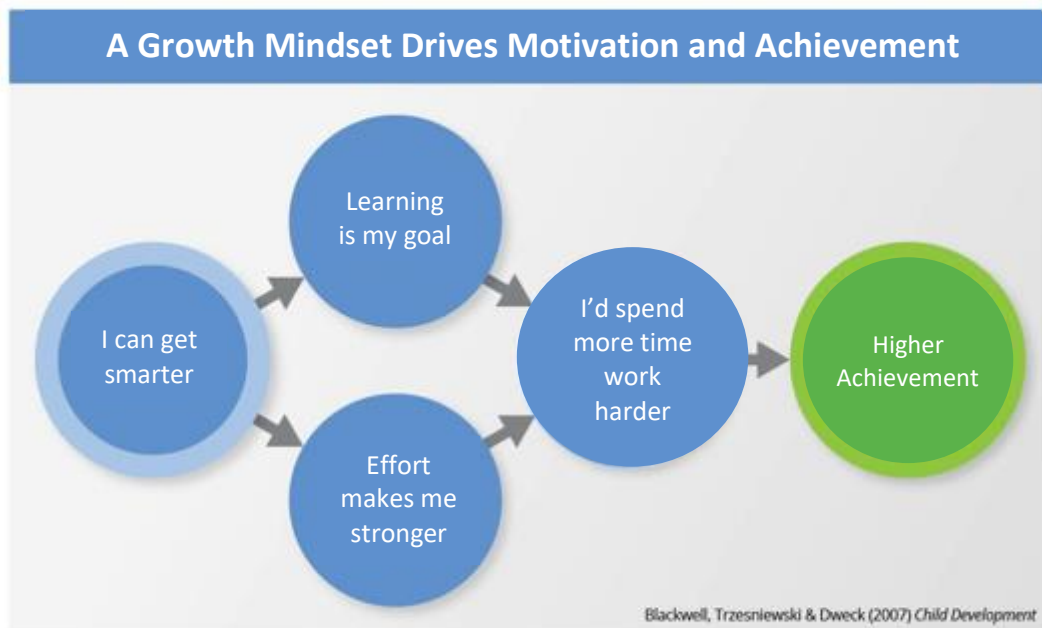 A Growth Mindset Drives Motivation and Achievement
I can get
smarter
Learning
is my goal
Effort
makes me
stronger
I’d spend
more time
work
harder
Higher
Achievement
Blackwell, Trzesniewski & Dweck (2007) Child Development